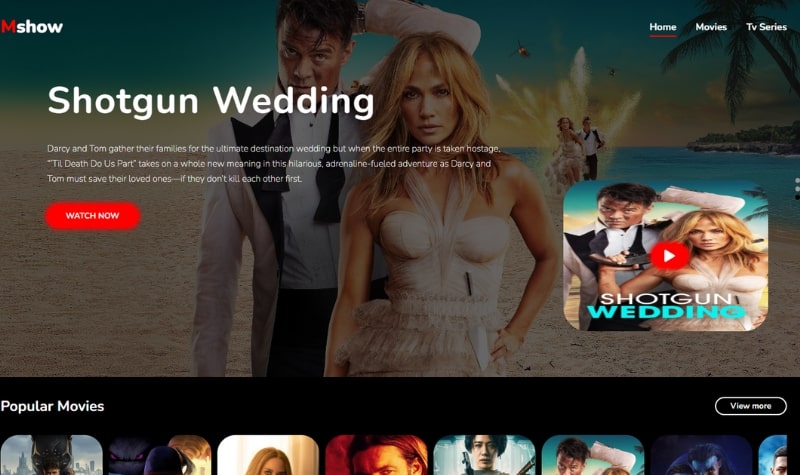 Mshow
Home
Movies
Tv Series
Shotgun Wedding
Darcy and Tom gather their families for the ultimate destination wedding but when the entire party is taken hostage.
"'Til Death Do Us Part" takes on a whole new meaning in this hilarious, adrenaline-fueled adventure as Darcy and
Tom must save their loved ones—if they don't kill each other first.
WATCH NOW
SHOTGUN
WEDDING
Popular Movies
View more